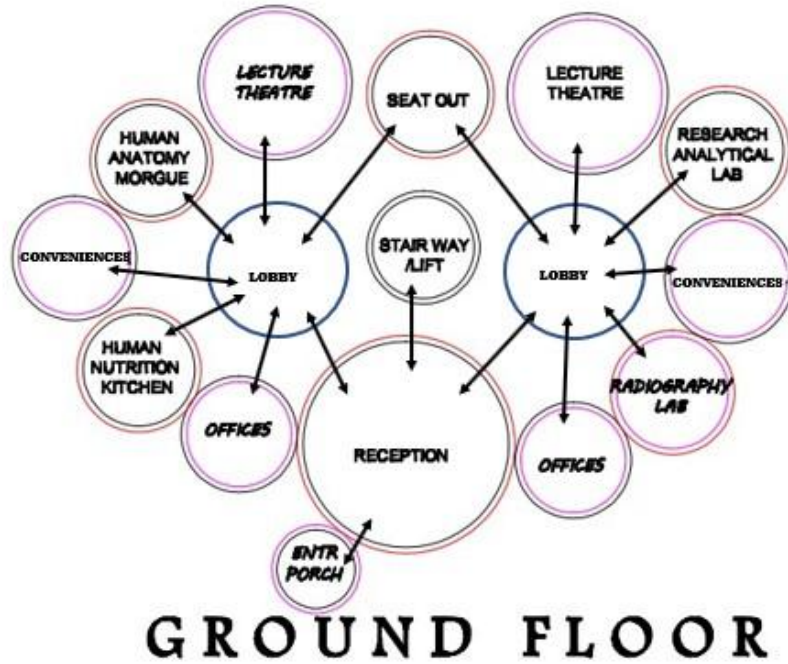 LECTURE
THEATRE
SEAT OUT
LECTURE
THEATRE
HUMAN
ANATOMY
MORGUE
RESEARCH
ANALYTICAL
LAB
STAIR WAY
/LIFT
CONVENIENCES
LOBBY
LOBBY
CONVENIENCES
HUMAN
NUTRITION
KITCHEN
RADIOGRAPHY
LAB
OFFICES
RECEPTION
OFFICES
ENTR
PORCH
GROUND FLOOR